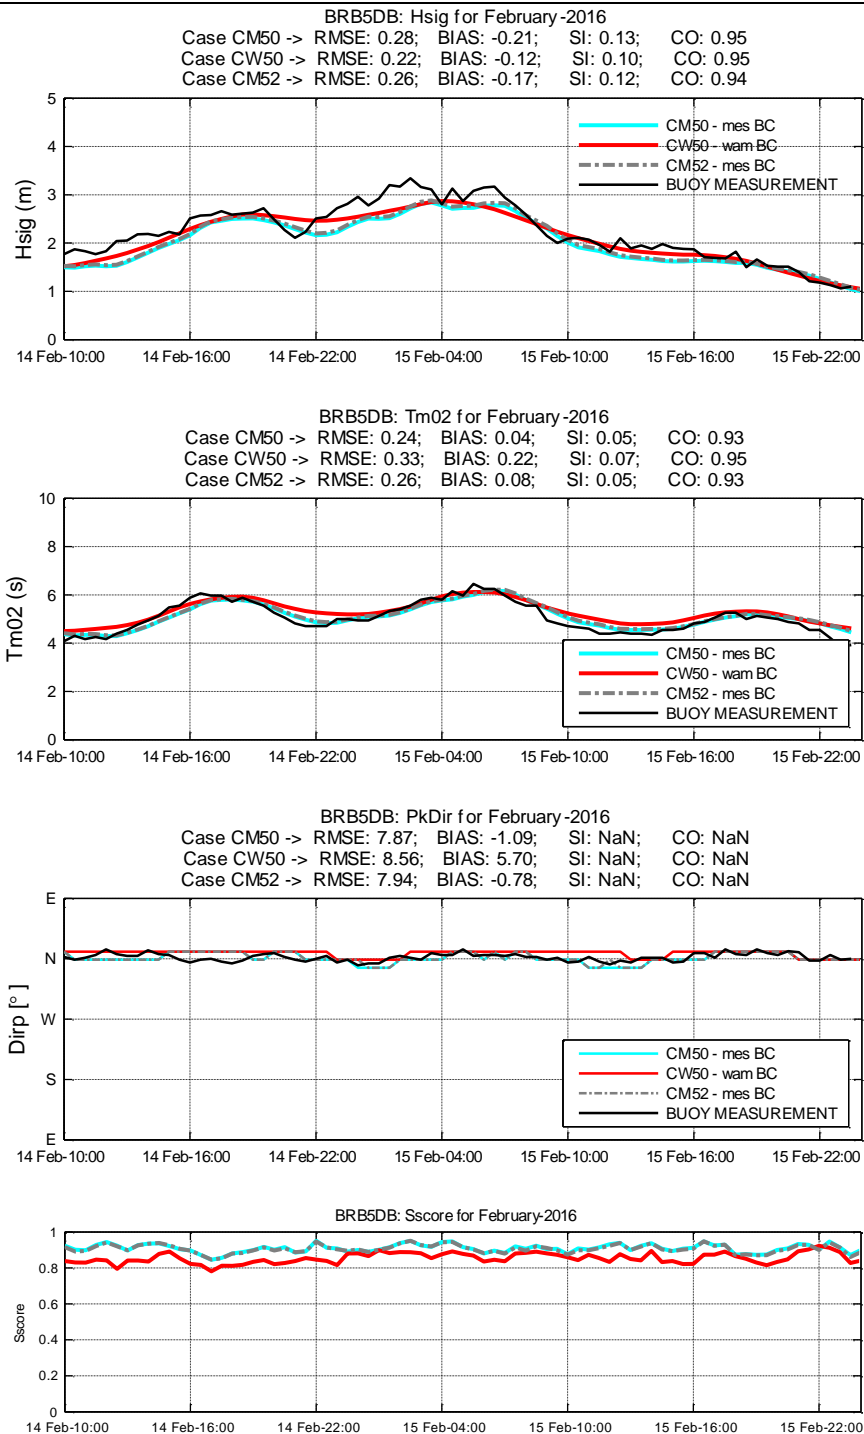 BRB5DB: Hsig for February-2016
Case CM50 -> RMSE: 0.28; BIAS: -0.21; SI: 0.13; CO: 0.95
Case CW50 -> RMSE: 0.22; BIAS: -0.12; SI: 0.10; CO: 0.95
Case CM52 -> RMSE: 0.26; BIAS: -0.17; SI: 0.12; CO: 0.94
5
4
3
2
1
0
Hsig (m)
CM50 - mes BC
CW50 - wam BC
CM52 - mes BC
BUOY MEASUREMENT
14 Feb-10:00 14 Feb-16:00 14 Feb-22:00 15 Feb-04:00 15 Feb-10:00 15 Feb-16:00 15 Feb-22:00
BRB5DB: Tm02 for February-2016
Case CM50 -> RMSE: 0.24; BIAS: 0.04; SI: 0.05; CO: 0.93
Case CW50 -> RMSE: 0.33; BIAS: 0.22; SI: 0.07; CO: 0.95
Case CM52 -> RMSE: 0.26; BIAS: 0.08; SI: 0.05; CO: 0.93
10
8
6
4
2
0
Tm02 (s)
CM50 - mes BC
CW50 - wam BC
CM52 - mes BC
BUOY MEASUREMENT
14 Feb-10:00 14 Feb-16:00 14 Feb-22:00 15 Feb-04:00 15 Feb-10:00 15 Feb-16:00 15 Feb-22:00
BRB5DB: PkDir for February-2016
Case CM50 -> RMSE: 7.87; BIAS: -1.09; SI: NaN; CO: NaN
Case CW50 -> RMSE: 8.56; BIAS: 5.70; SI: NaN; CO: NaN
Case CM52 -> RMSE: 7.94; BIAS: -0.78; SI: NaN; CO: NaN
E
N
W
S
E
Dirp [°]
CM50 - mes BC
CW50 - wam BC
CM52 - mes BC
BUOY MEASUREMENT
14 Feb-10:00 14 Feb-16:00 14 Feb-22:00 15 Feb-04:00 15 Feb-10:00 15 Feb-16:00 15 Feb-22:00
BRB5DB: Sscore for February-2016
1
0.8
0.6
0.4
0.2
0
Sscore
14 Feb-10:00 14 Feb-16:00 14 Feb-22:00 15 Feb-04:00 15 Feb-10:00 15 Feb-16:00 15 Feb-22:00